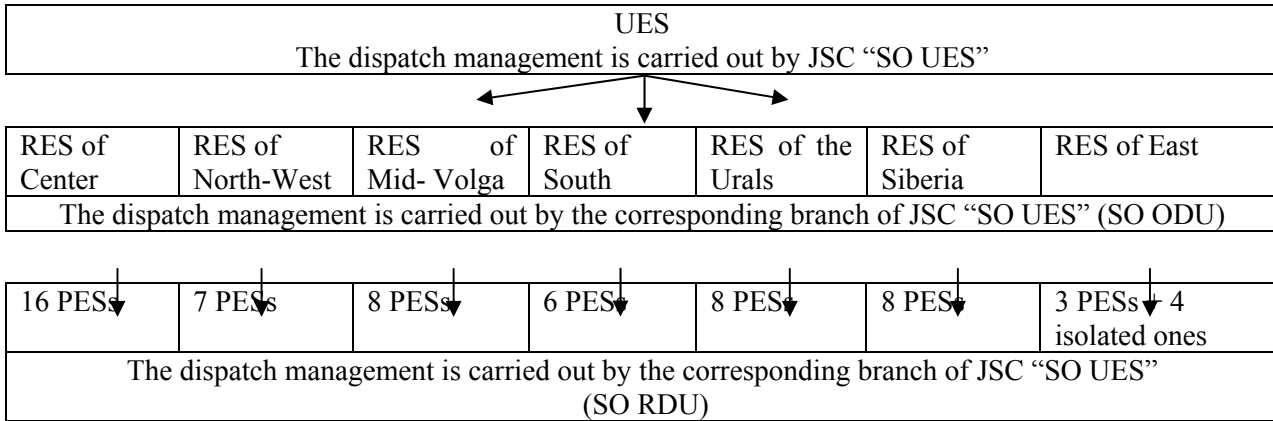 UES
The dispatch management is carried out by JSC “SO UES”
RES of Center
RES of North-West
RES of Mid- Volga
RES of South
RES of the Urals
RES of Siberia
RES of East
The dispatch management is carried out by the corresponding branch of JSC “SO UES” (SO ODU)
16 PESs
7 PESs
8 PESs
6 PESs
8 PESs
8 PESs
3 PESs + 4
isolated ones
The dispatch management is carried out by the corresponding branch of JSC “SO UES”
(SO RDU)